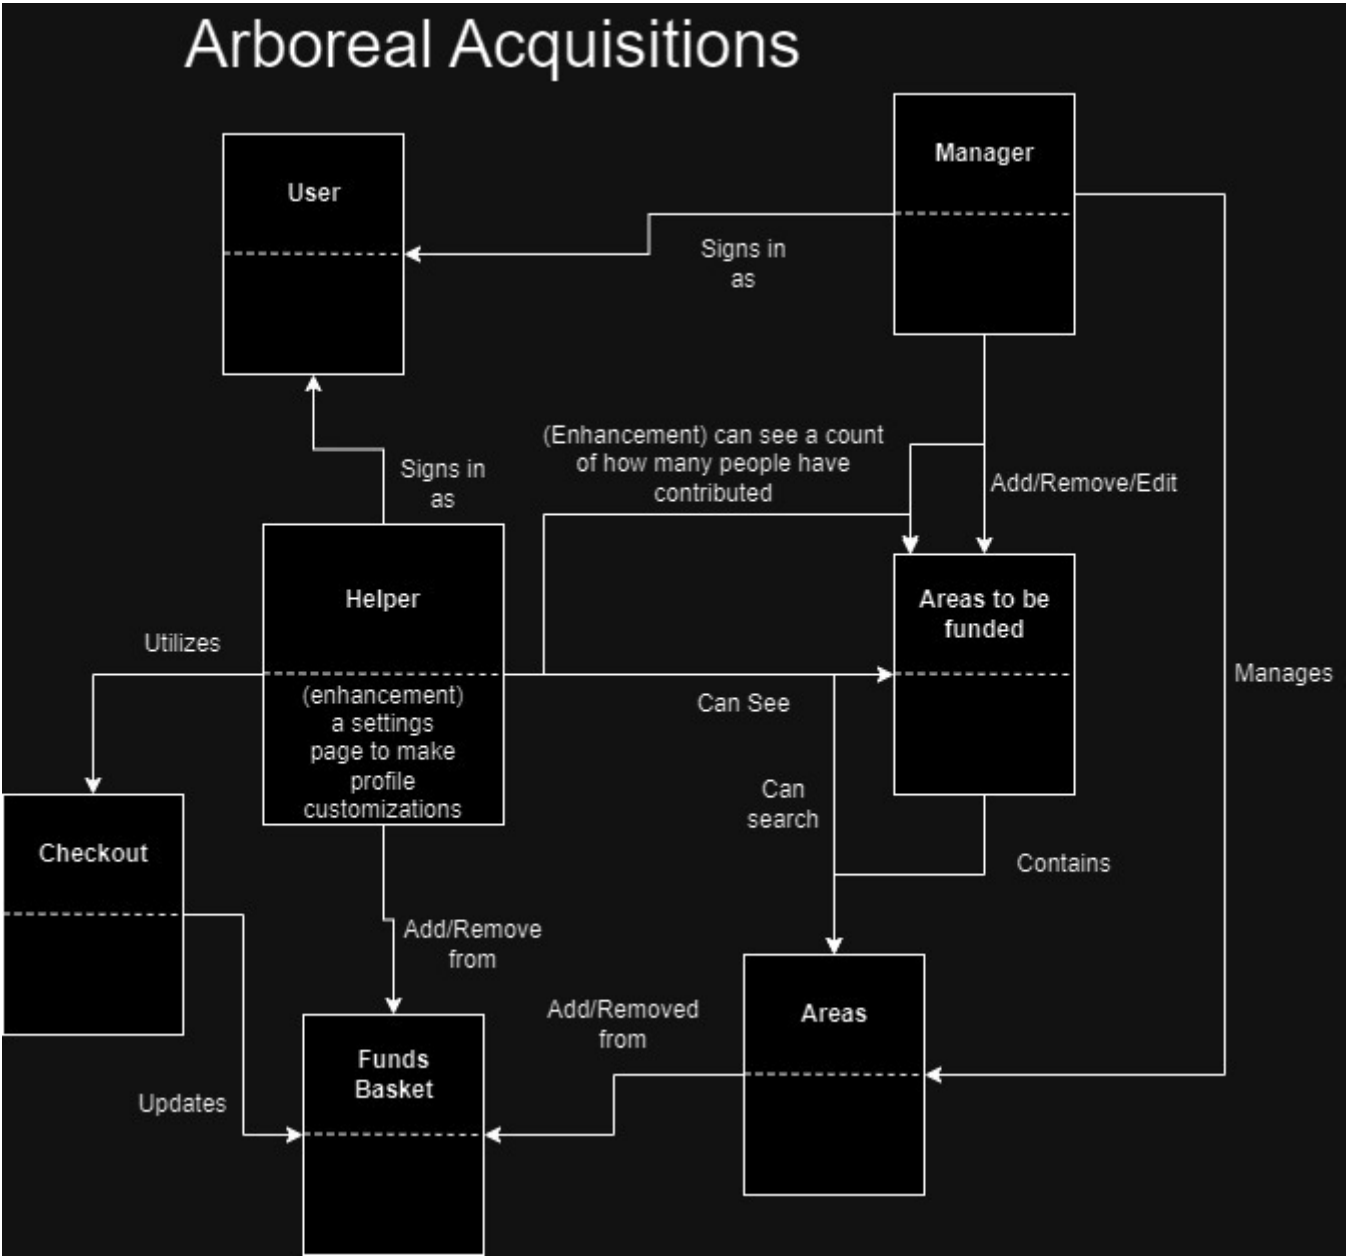 Arboreal Acquisitions
Manager
User
Signs in
as
(Enhancement) can see a count
of how many people have
contributed
Signs in
as
Add/Remove/Edit
Helper
Areas to be
funded
Utilizes
Manages
(enhancement)
a settings
page to make
profile
customizations
Can See
Can
search
Checkout
Contains
Add/Remove
from
Add/Removed
from
Areas
Funds
Basket
Updates